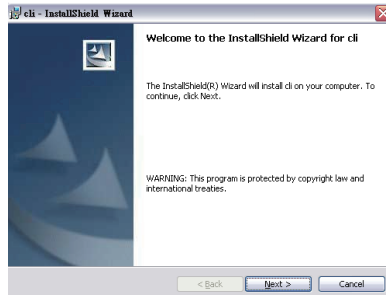 cli - InstallShield Wizard
Welcome to the InstallShield Wizard for cli
The InstallShield(R) Wizard will install cli on your computer. To
continue, click Next.
WARNING: This program is protected by copyright law and
international treaties.
< Back
Next >
Cancel